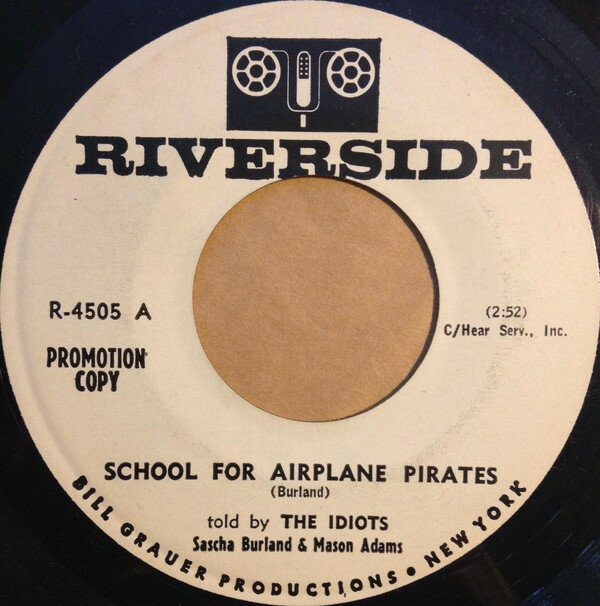 RIVERSIDE
R-4505 A
PROMOTION
COPY
(2:52)
C/Hear Serv., Inc.
SCHOOL FOR AIRPLANE PIRATES
(Burland)
told by THE IDIOTS
Sascha Burland & Mason Adams
BILL GRAUER PRODUCTIONS • NEW YORK